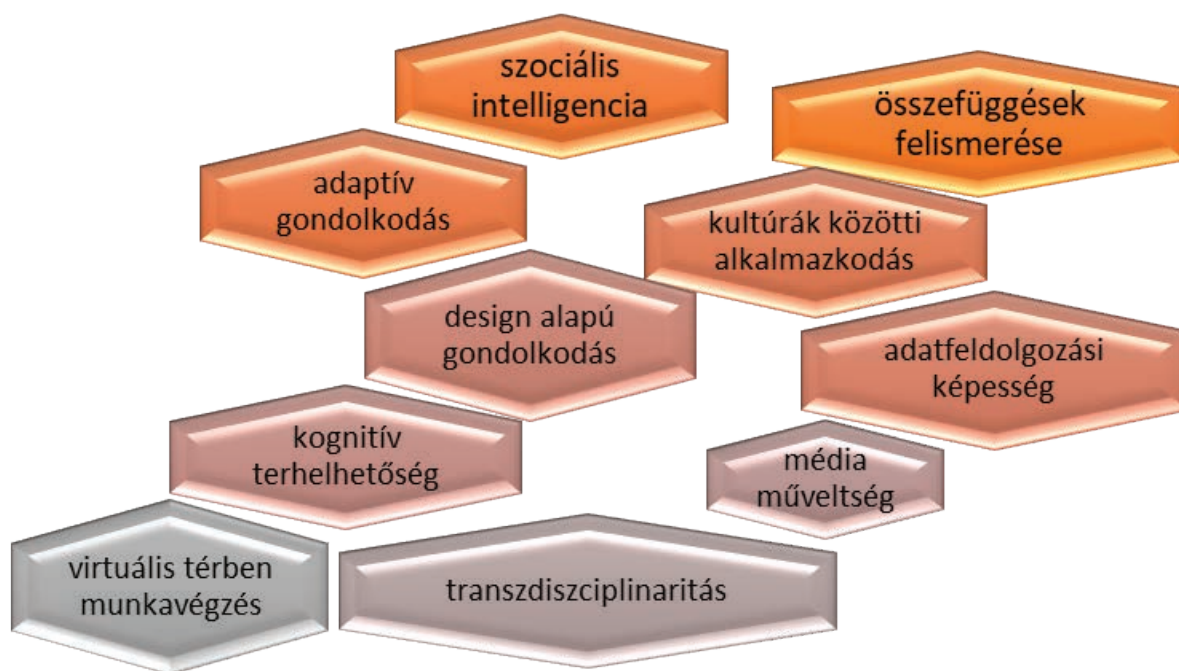 szociális
intelligencia
összefüggések
felismerése
adaptív
gondolkodás
kultúrák közötti
alkalmazkodás
design alapú
gondolkodás
adatfeldolgozási
képesség
kognitív
terhelhetőség
média
műveltség
virtuális térben
munkavégzés
transzdiszciplinaritás